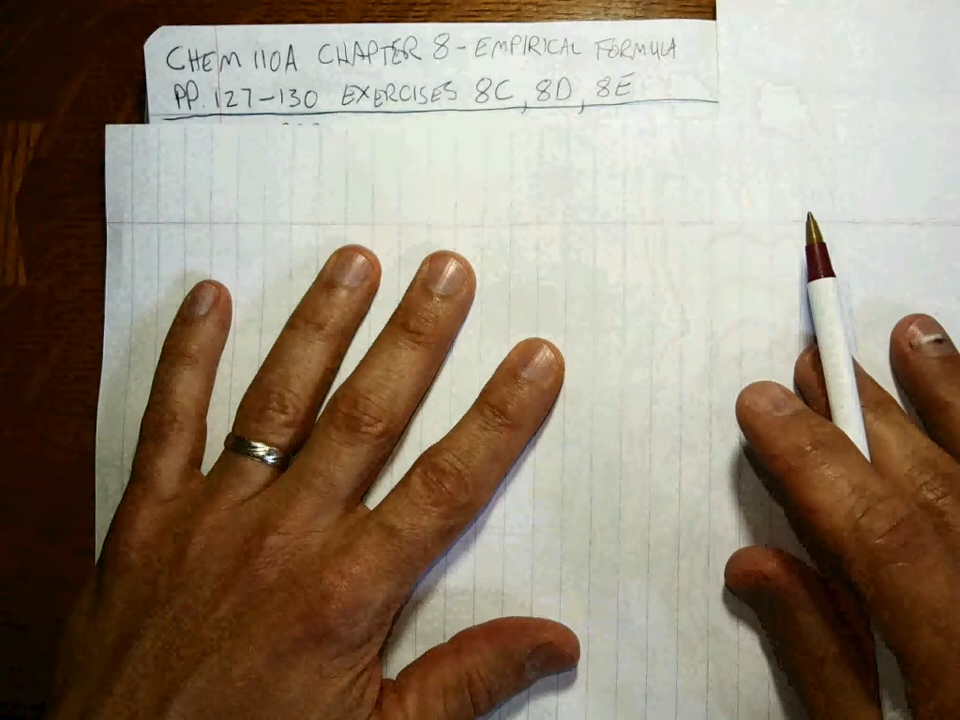 CHEM 110A CHAPTER 8 - EMPIRICAL FORMULA
PP. 127-130 EXERCISES 8C, 8D, 8E